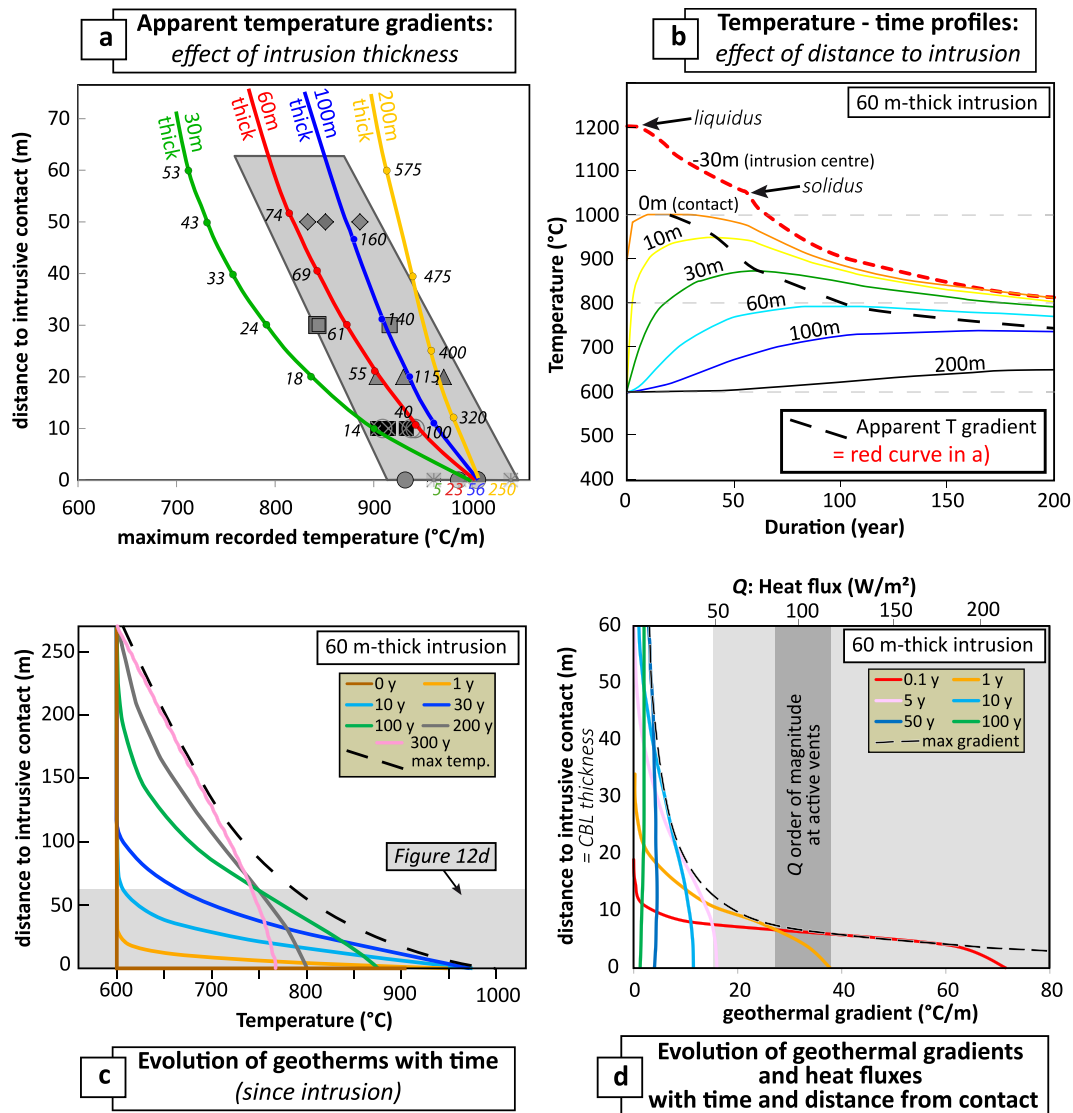 a
Apparent temperature gradients:
effect of intrusion thickness
distance to intrusive contact (m)
70
60
50
40
30
20
10
0
30m
thick
60m
thick
100m
thick
200m
thick
53
43
33
24
18
14
74
69
61
55
40
160
140
115
100
575
475
400
320
5
23
56
250
600
700
800
900
1000
maximum recorded temperature (°C/m)
b
Temperature - time profiles:
effect of distance to intrusion
60 m-thick intrusion
Temperature (°C)
1200
1100
1000
900
800
700
600
500
400
liquidus
-30m (intrusion centre)
solidus
0m (contact)
10m
30m
60m
100m
200m
Apparent T gradient
= red curve in a)
0
50
100
150
200
Duration (year)
distance to intrusive contact (m)
250
200
150
100
50
0
60 m-thick intrusion
0 y
1 y
10 y
30 y
100 y
200 y
300 y
max temp.
Figure 12d
600
700
800
900
1000
Temperature (°C)
c
Evolution of geotherms with time
(since intrusion)
Q: Heat flux (W/m²)
50
100
150
200
distance to intrusive contact (m)
= CBL thickness
60
50
40
30
20
10
0
60 m-thick intrusion
0.1 y
1 y
5 y
10 y
50 y
100 y
max gradient
Q order of magnitude
at active vents
0
20
40
60
80
geothermal gradient (°C/m)
d
Evolution of geothermal gradients
and heat fluxes
with time and distance from contact